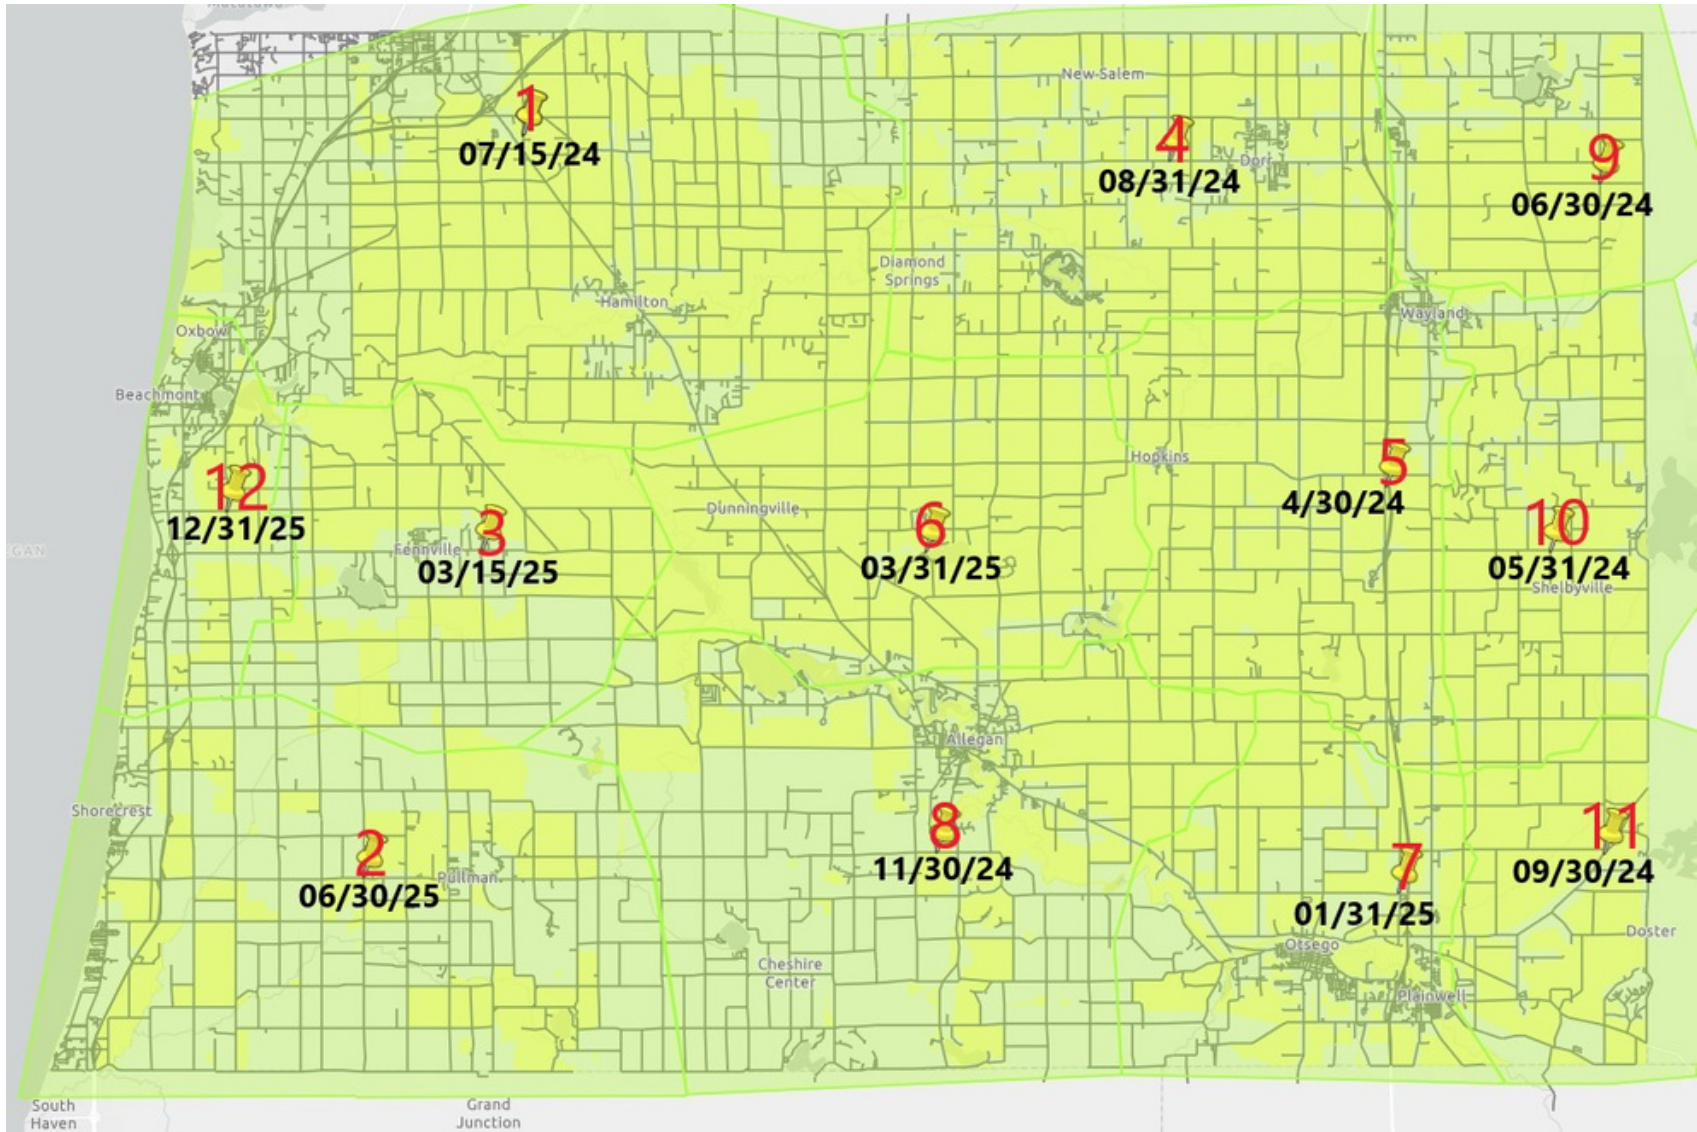 Macatawa
New Salem
1
07/15/24
4
Dorr
08/31/24
9
06/30/24
Diamond
Springs
Hamilton
Wayland
Oxbow
Beachmont
Hopkins
5
4/30/24
12
12/31/25
3
Fennville
03/15/25
Dunningville
6
03/31/25
10
05/31/24
Shelbyville
EGAN
Allegan
Shorecrest
2
Pullman
06/30/25
8
11/30/24
7
01/31/25
11
09/30/24
Doster
Otsego
Cheshire
Center
Plainwell
South
Haven
Grand
Junction